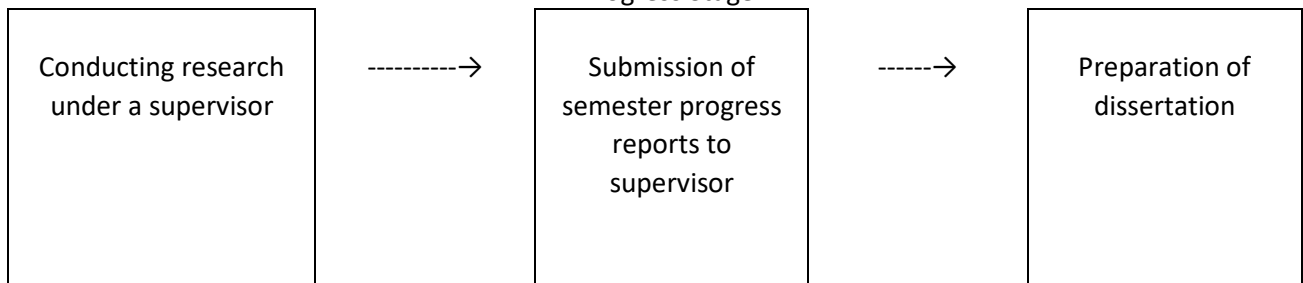 Conducting research
under a supervisor
----------→
Submission of
semester progress
reports to
supervisor
------→
Preparation of
dissertation